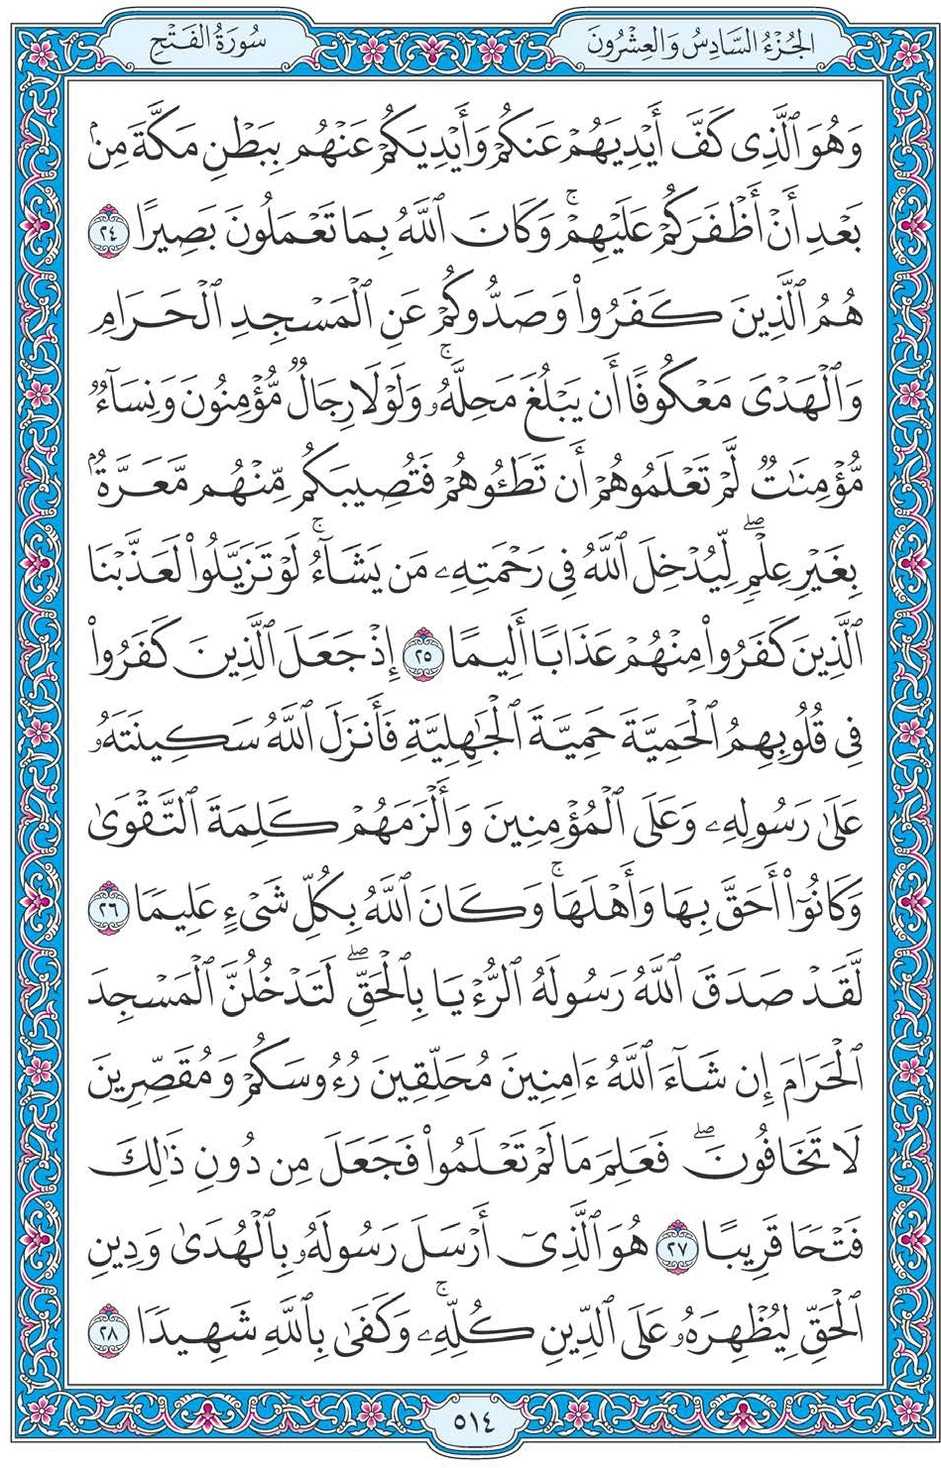 الجُزْءُ السَّادِسُ وَالعِشْرُونَ
سُورَةُ الفَتْحِ
وَهُوَ ٱلَّذِى كَفَّ أَيْدِيَهُمْ عَنكُمْ وَأَيْدِيَكُمْ عَنْهُم بِبَطْنِ مَكَّةَ مِنۢ
بَعْدِ أَنْ أَظْفَرَكُمْ عَلَيْهِمْ ۚ وَكَانَ ٱللَّهُ بِمَا تَعْمَلُونَ بَصِيرًا ٢٤
هُمُ ٱلَّذِينَ كَفَرُوا۟ وَصَدُّوكُمْ عَنِ ٱلْمَسْجِدِ ٱلْحَرَامِ
وَٱلْهَدْىَ مَعْكُوفًا أَن يَبْلُغَ مَحِلَّهُۥ ۚ وَلَوْلَا رِجَالٌ مُّؤْمِنُونَ وَنِسَآءٌ
مُّؤْمِنَـٰتٌ لَّمْ تَعْلَمُوهُمْ أَن تَطَـُٔوهُمْ فَتُصِيبَكُم مِّنْهُم مَّعَرَّةٌۢ
بِغَيْرِ عِلْمٍ ۖ لِّيُدْخِلَ ٱللَّهُ فِى رَحْمَتِهِۦ مَن يَشَآءُ ۚ لَوْ تَزَيَّلُوا۟ لَعَذَّبْنَا
ٱلَّذِينَ كَفَرُوا۟ مِنْهُمْ عَذَابًا أَلِيمًا ٢٥ إِذْ جَعَلَ ٱلَّذِينَ كَفَرُوا۟
فِى قُلُوبِهِمُ ٱلْحَمِيَّةَ حَمِيَّةَ ٱلْجَـٰهِلِيَّةِ فَأَنزَلَ ٱللَّهُ سَكِينَتَهُۥ
عَلَىٰ رَسُولِهِۦ وَعَلَى ٱلْمُؤْمِنِينَ وَأَلْزَمَهُمْ كَلِمَةَ ٱلتَّقْوَىٰ
وَكَانُوٓا۟ أَحَقَّ بِهَا وَأَهْلَهَا ۚ وَكَانَ ٱللَّهُ بِكُلِّ شَىْءٍ عَلِيمًا ٢٦
لَّقَدْ صَدَقَ ٱللَّهُ رَسُولَهُ ٱلرُّءْيَا بِٱلْحَقِّ ۖ لَتَدْخُلُنَّ ٱلْمَسْجِدَ
ٱلْحَرَامَ إِن شَآءَ ٱللَّهُ ءَامِنِينَ مُحَلِّقِينَ رُءُوسَكُمْ وَمُقَصِّرِينَ
لَا تَخَافُونَ ۖ فَعَلِمَ مَا لَمْ تَعْلَمُوا۟ فَجَعَلَ مِن دُونِ ذَٰلِكَ
فَتْحًا قَرِيبًا ٢٧ هُوَ ٱلَّذِىٓ أَرْسَلَ رَسُولَهُۥ بِٱلْهُدَىٰ وَدِينِ
ٱلْحَقِّ لِيُظْهِرَهُۥ عَلَى ٱلدِّينِ كُلِّهِۦ ۚ وَكَفَىٰ بِٱللَّهِ شَهِيدًا ٢٨
٥١٤